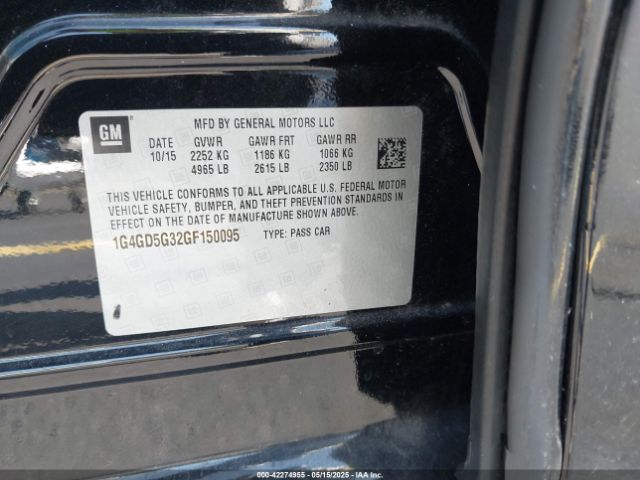 GM
MFD BY GENERAL MOTORS LLC
DATE GVWR GAWR FRT GAWR RR
10/15 2252 KG 1186 KG 1066 KG
4965 LB 2615 LB 2350 LB
THIS VEHICLE CONFORMS TO ALL APPLICABLE U.S. FEDERAL MOTOR
VEHICLE SAFETY, BUMPER, AND THEFT PREVENTION STANDARDS IN
EFFECT ON THE DATE OF MANUFACTURE SHOWN ABOVE.
1G4GD5G32GF150095 TYPE: PASS CAR
000-42274955 - 05/15/2025 - IAAI.COM